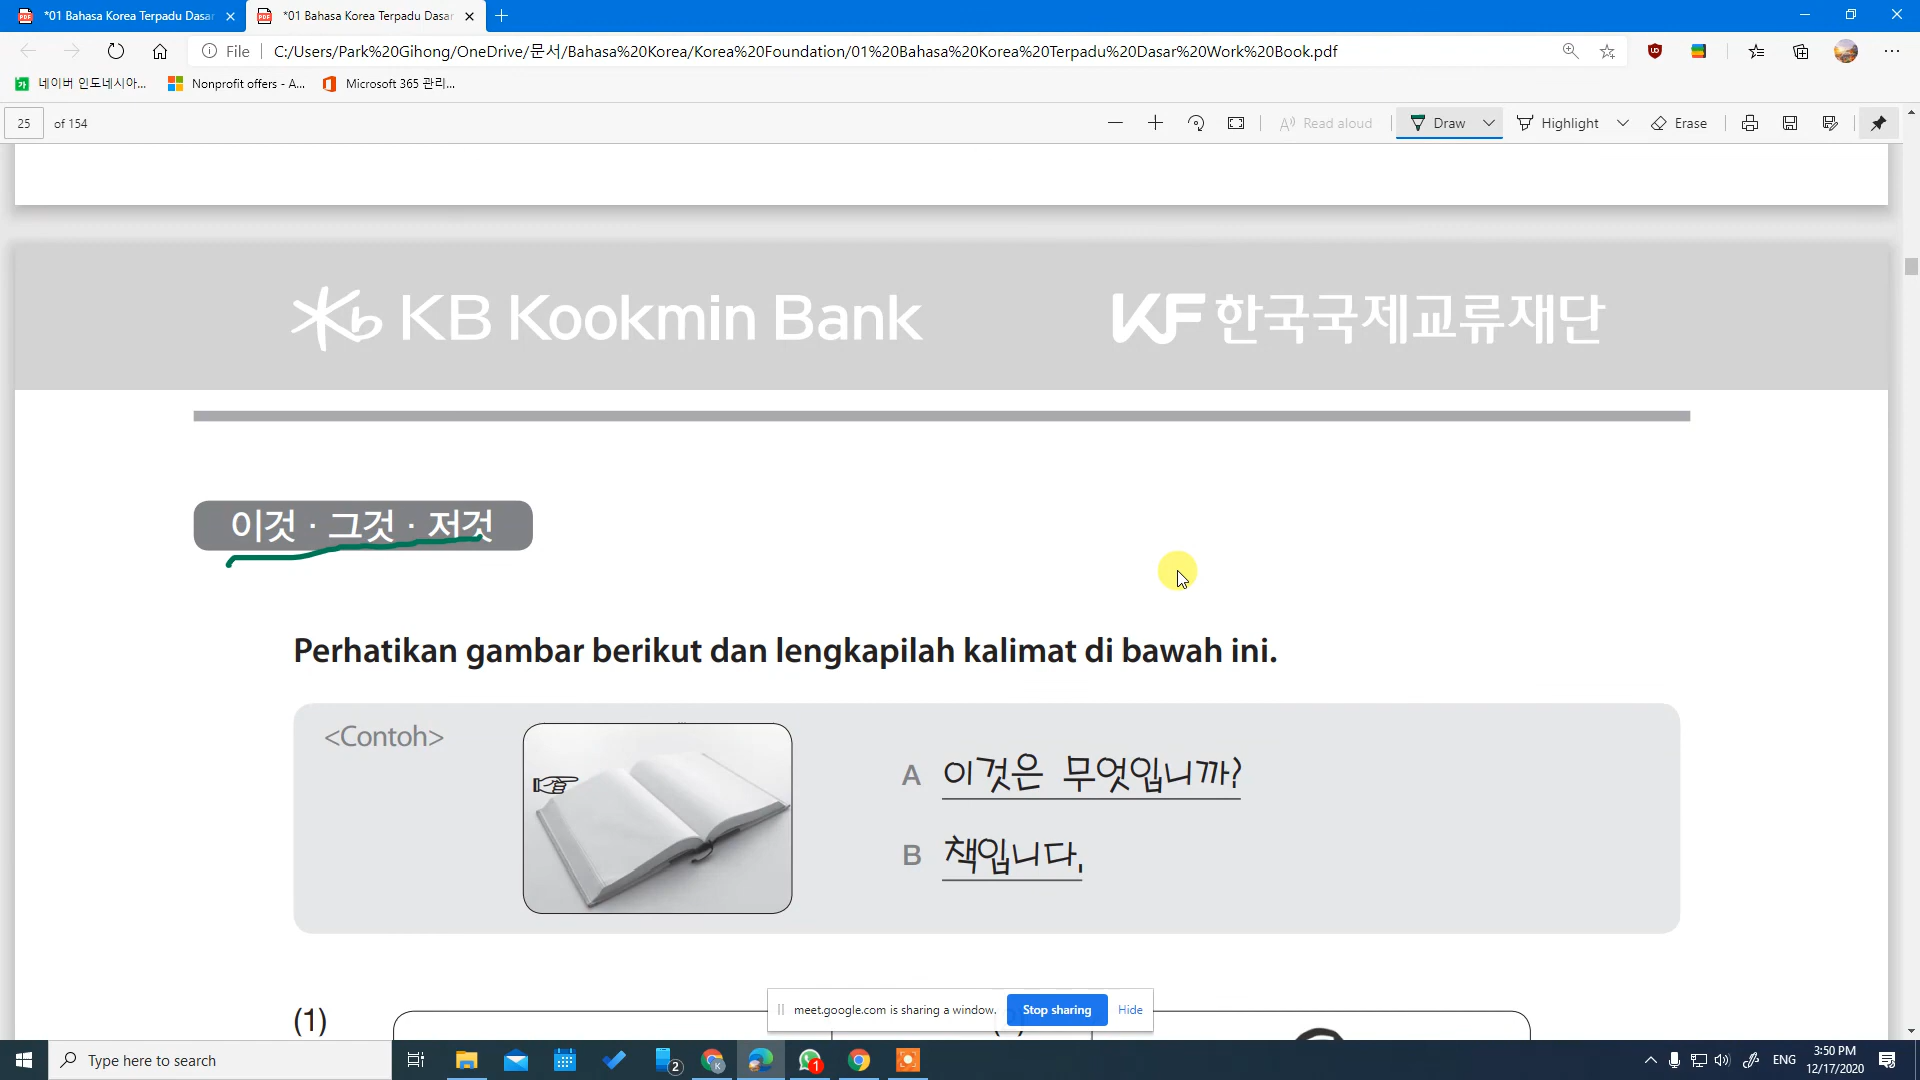 *01 Bahasa Korea Terpadu Dasar
*01 Bahasa Korea Terpadu Dasar
File
C:/Users/Park%20Gihong/OneDrive/문서/Bahasa%20Korea/Korea%20Foundation/01%20Bahasa%20Korea%20Terpadu%20Dasar%20Work%20Book.pdf
네이버 인도네시아...
Nonprofit offers - A...
Microsoft 365 관리...
25 of 154
Read aloud
Draw
Highlight
Erase
KB Kookmin Bank
KF 한국국제교류재단
이것 · 그것 · 저것
Perhatikan gambar berikut dan lengkapilah kalimat di bawah ini.
<Contoh>
A 이것은 무엇입니까?
B 책입니다.
(1)
meet.google.com is sharing a window.
Stop sharing
Hide
Type here to search
2
1
ENG
3:50 PM
12/17/2020